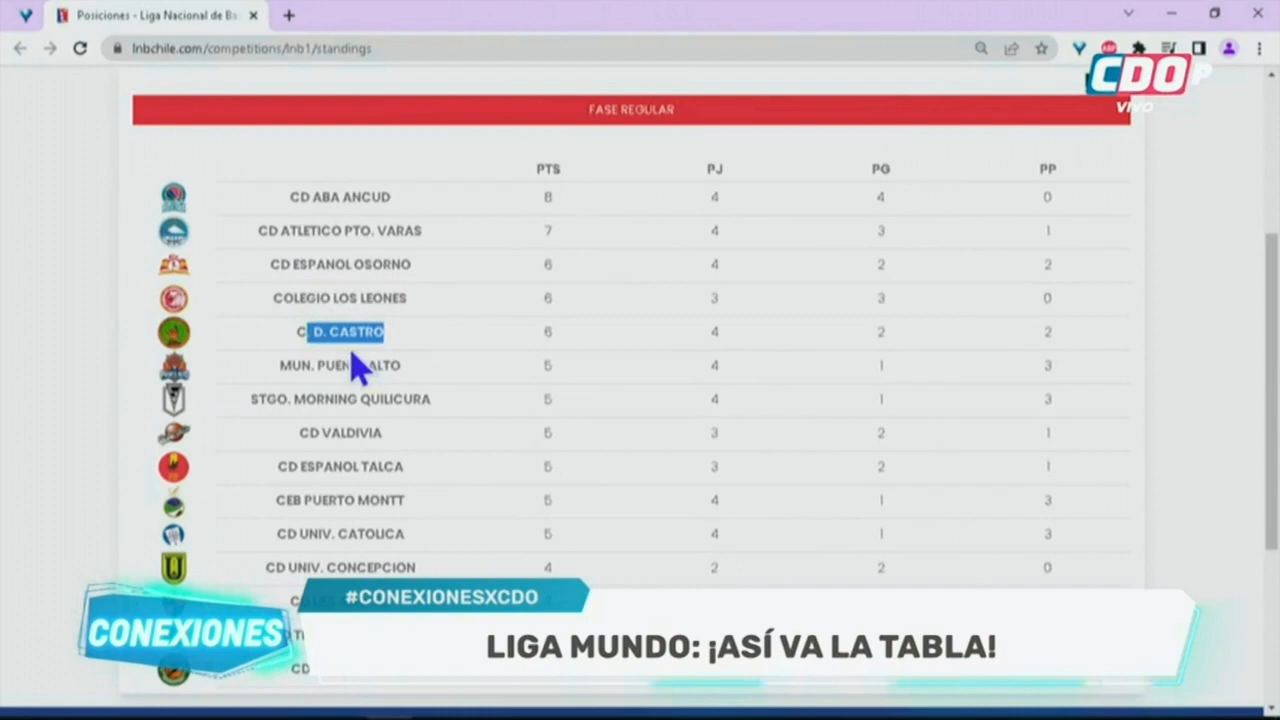 Posiciones - Liga Nacional de Ba
lnbchile.com/competitions/lnb1/standings
CDO
VIVO
FASE REGULAR
PTS PJ PG PP
CD ABA ANCUD 8 4 4 0
CD ATLETICO PTO. VARAS 7 4 3 1
CD ESPAÑOL OSORNO 6 4 2 2
COLEGIO LOS LEONES 6 3 3 0
C. D. CASTRO 6 4 2 2
MUN. ALTO 5 4 1 3
STGO. MORNING QUILICURA 5 4 1 3
CD VALDIVIA 5 3 2 1
CD ESPAÑOL TALCA 5 3 2 1
CEB PUERTO MONTT 5 4 1 3
CD UNIV. CATOLICA 5 4 1 3
CD UNIV. CONCEPCION 4 2 2 0
#CONEXIONESXCDO
CONEXIONES
LIGA MUNDO: ¡ASÍ VA LA TABLA!
CD